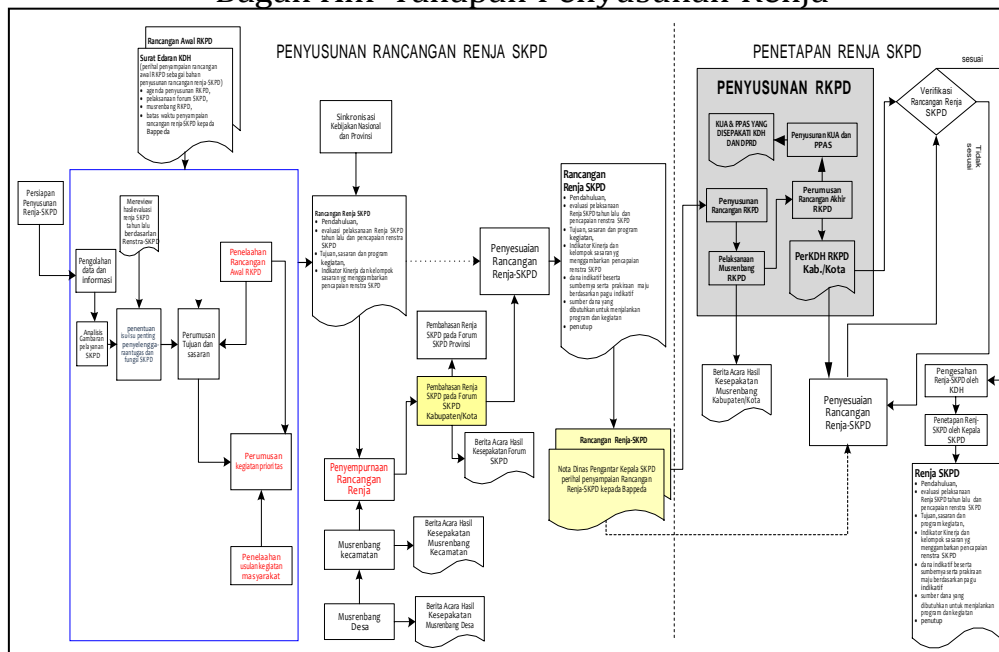 Bagan Alir Tahapan Penyusunan Renja
PENYUSUNAN RANCANGAN RENJA SKPD
PENETAPAN RENJA SKPD
Rancangan Awal RKPD
Surat Edaran KDH
(perihal penyampaian rancangan
awal RKPD sebagai bahan
penyusunan rancangan renja-SKPD)
• agenda penyusunan RKPD,
• pelaksanaan forum SKPD,
• musrenbang RKPD,
• batas waktu penyampaian
rancangan renja SKPD kepada
Bappeda
Persiapan
Penyusunan
Renja-SKPD
Pengolahan
data dan
informasi
Analisis
Gambaran
pelayanan
SKPD
Mereview
hasil evaluasi
renja SKPD
tahun lalu
berdasarlan
Renstra-SKPD
penentuan
isu-isu penting
penyelengga-
raan tugas dan
fungsi SKPD
Perumusan
Tujuan dan
sasaran
Penelaahan
Rancangan
Awal RKPD
Perumusan
kegiatan prioritas
Penelaahan
usulan kegiatan
masyarakat
Sinkronisasi
Kebijakan Nasional
dan Provinsi
Rancangan Renja SKPD
• Pendahuluan,
• evaluasi pelaksanaan Renja SKPD
tahun lalu dan pencapaian renstra
SKPD
• Tujuan, sasaran dan program
kegiatan,
• Indikator Kinerja dan kelompok
sasaran yg menggambarkan
pencapaian renstra SKPD
Penyempurnaan
Rancangan
Renja
Musrenbang
kecamatan
Musrenbang
Desa
Berita Acara Hasil
Kesepakatan
Musrenbang
Kecamatan
Berita Acara Hasil
Kesepakatan
Musrenbang Desa
Pembahasan Renja
SKPD pada Forum
SKPD Provinsi
Pembahasan Renja
SKPD pada Forum
SKPD
Kabupaten/Kota
Berita Acara Hasil
Kesepakatan Forum
SKPD
Penyesuaian
Rancangan
Renja-SKPD
Rancangan
Renja SKPD
• Pendahuluan,
• evaluasi pelaksanaan
Renja SKPD tahun lalu dan
pencapaian renstra SKPD
• Tujuan, sasaran dan program
kegiatan,
• Indikator Kinerja dan
kelompok sasaran yg
menggambarkan pencapaian
renstra SKPD
• dana indikatif beserta
sumbernya serta prakiraan maju
berdasarkan pagu indikatif
• sumber dana yang
dibutuhkan untuk menjalankan
program dan kegiatan
• penutup
Rancangan Renja-SKPD
Nota Dinas Pengantar Kepala SKPD
perihal penyampaian Rancangan
Renja-SKPD kepada Bappeda
PENYUSUNAN RKPD
KUA & PPAS YANG
DISEPAKATI KDH
DAN DPRD
Penyusunan KUA dan
PPAS
Penyusunan
Rancangan RKPD
Perumusan
Rancangan Akhir
RKPD
Pelaksanaan
Musrenbang
RKPD
PerKDH RKPD
Kab./Kota
Berita Acara Hasil
Kesepakatan
Musrenbang
Kabupaten/Kota
Penyesuaian
Rancangan
Renja-SKPD
Verifikasi
Rancangan Renja
SKPD
sesuai
Tidak
sesuai
Pengesahan
Renja-SKPD oleh
KDH
Penetapan Renj-
SKPD oleh Kepala
SKPD
Renja SKPD
• Pendahuluan,
• evaluasi pelaksanaan
Renja SKPD tahun lalu dan
pencapaian renstra SKPD
• Tujuan, sasaran dan
program kegiatan,
• Indikator Kinerja dan
kelompok sasaran yg
menggambarkan pencapaian
renstra SKPD
• dana indikatif beserta
sumbernya serta prakiraan
maju berdasarkan pagu
indikatif
• sumber dana yang
dibutuhkan untuk menjalankan
program dan kegiatan
• penutup